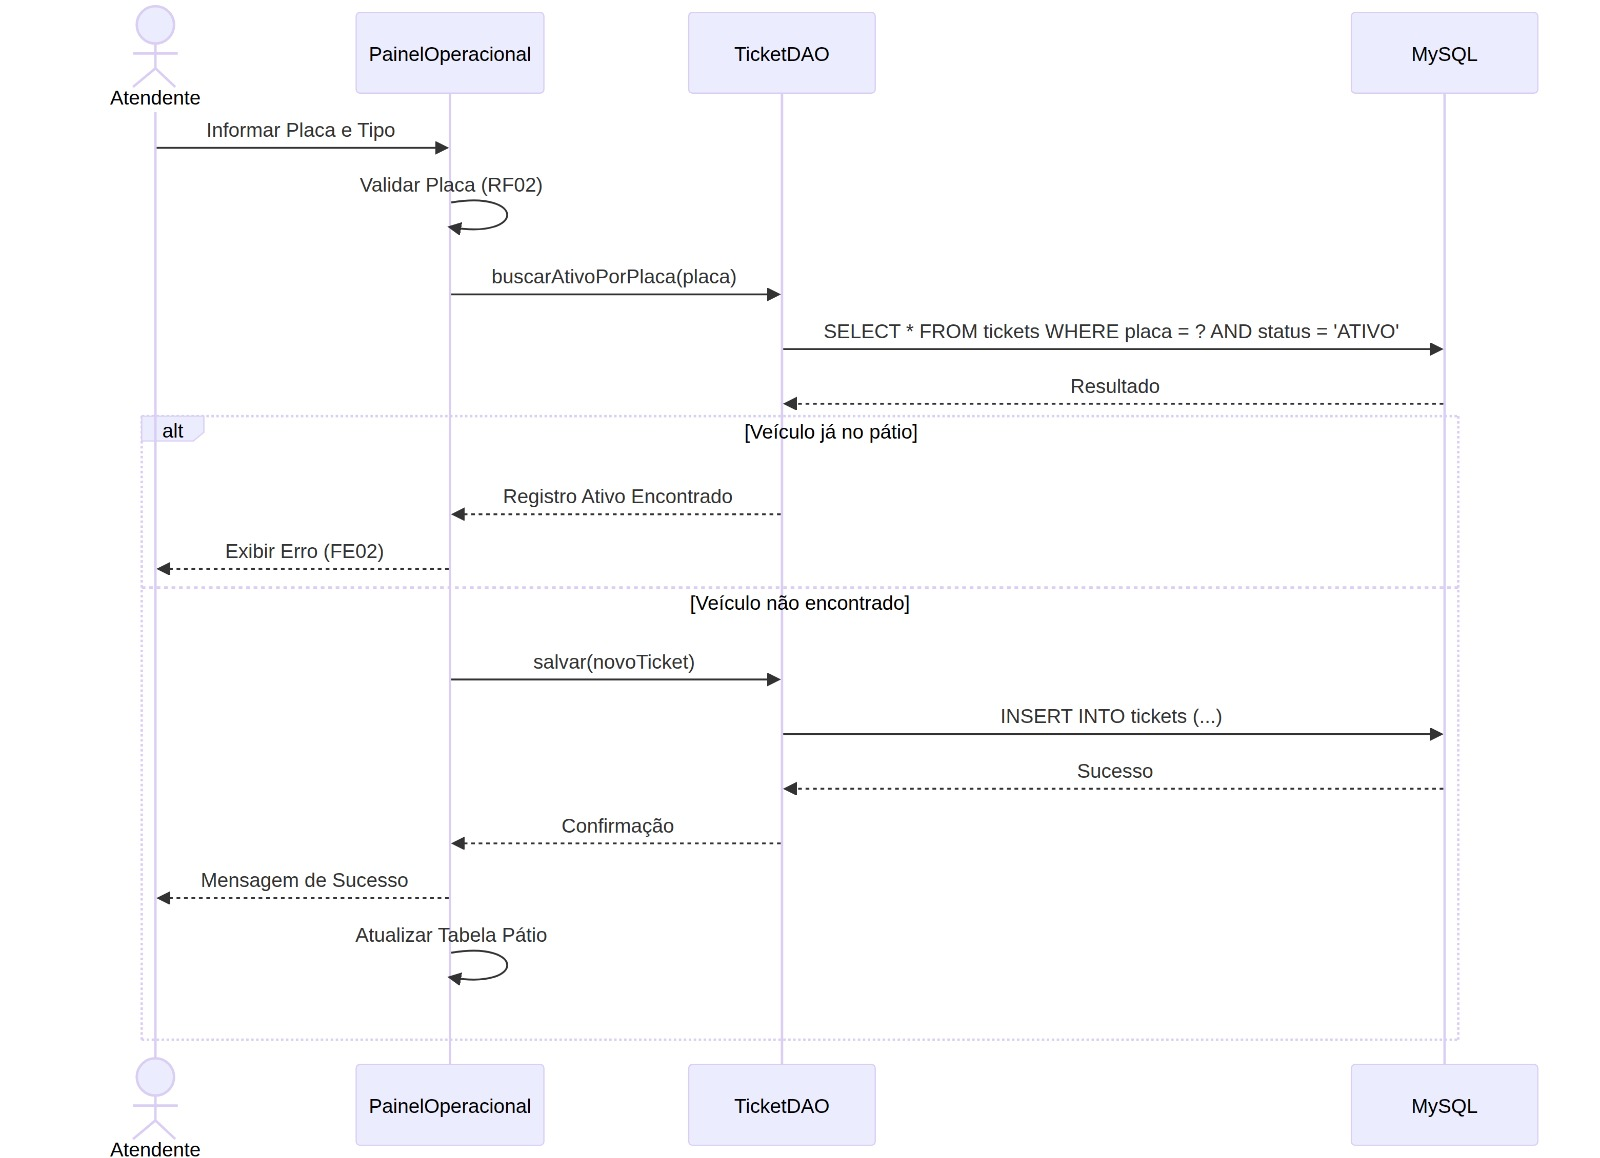 Atendente
PainelOperacional
TicketDAO
MySQL
Informar Placa e Tipo
Validar Placa (RF02)
buscarAtivoPorPlaca(placa)
SELECT * FROM tickets WHERE placa = ? AND status = 'ATIVO'
Resultado
alt
[Veículo já no pátio]
Registro Ativo Encontrado
Exibir Erro (FE02)
[Veículo não encontrado]
salvar(novoTicket)
INSERT INTO tickets (...)
Sucesso
Confirmação
Mensagem de Sucesso
Atualizar Tabela Pátio
Atendente
PainelOperacional
TicketDAO
MySQL